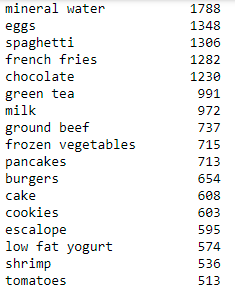 mineral water 1788
eggs 1348
spaghetti 1306
french fries 1282
chocolate 1230
green tea 991
milk 972
ground beef 737
frozen vegetables 715
pancakes 713
burgers 654
cake 608
cookies 603
escalope 595
low fat yogurt 574
shrimp 536
tomatoes 513